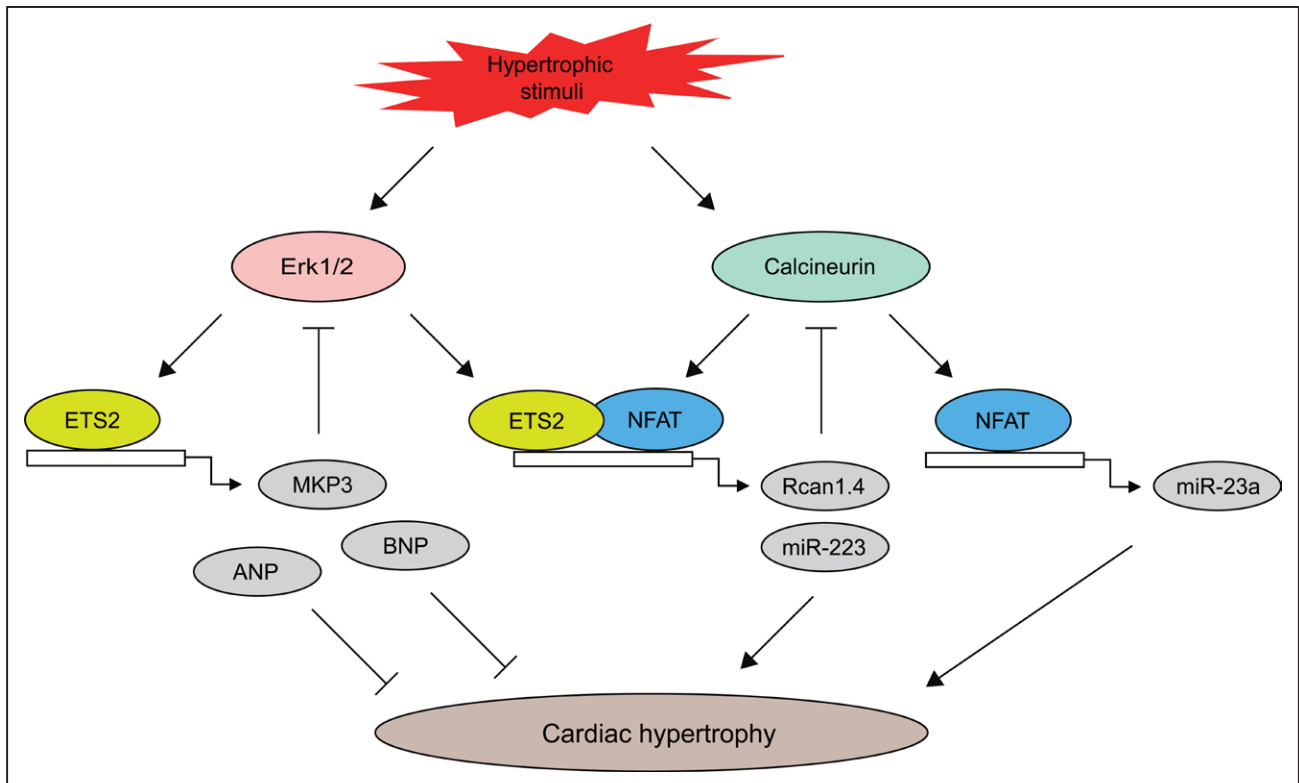 Hypertrophic
stimuli
Erk1/2
Calcineurin
ETS2
ETS2
NFAT
NFAT
MKP3
Rcan1.4
miR-23a
BNP
miR-223
ANP
Cardiac hypertrophy